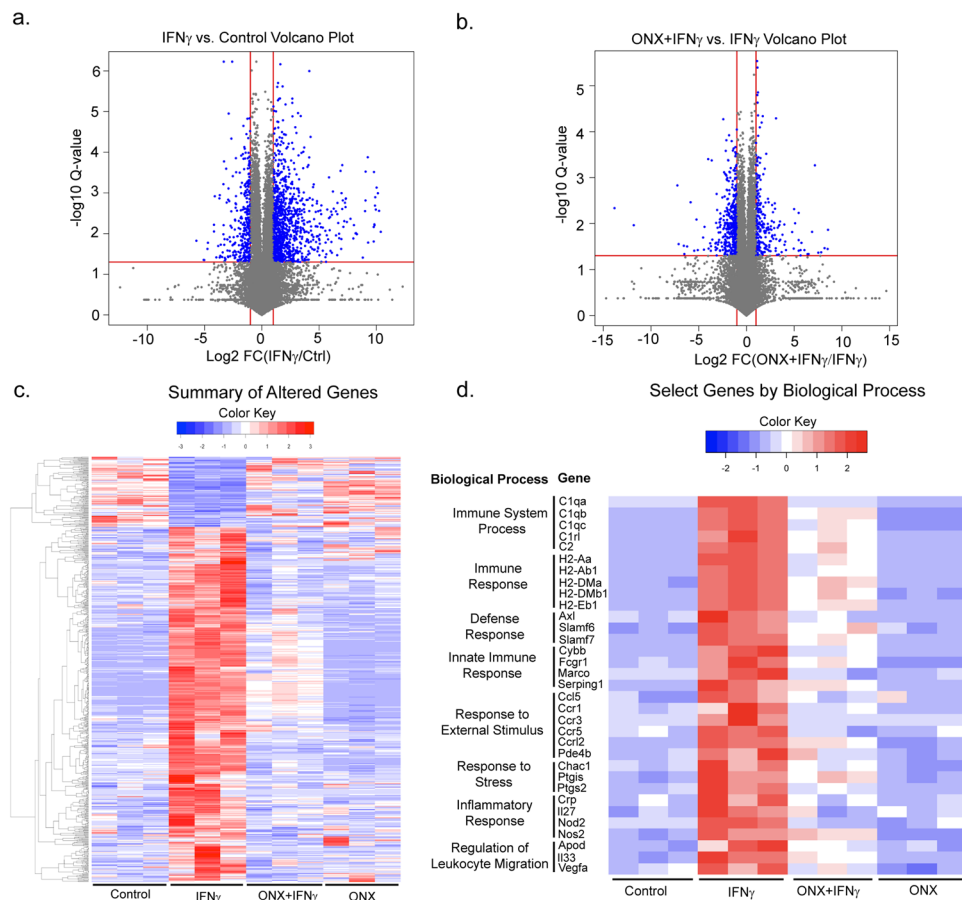 a.
IFNγ vs. Control Volcano Plot
-log10 Q-value
6
5
4
3
2
1
0
-10
-5
0
5
10
Log2 FC(IFNγ/Ctrl)
b.
ONX+IFNγ vs. IFNγ Volcano Plot
-log10 Q-value
5
4
3
2
1
0
-15
-10
-5
0
5
10
15
Log2 FC(ONX+IFNγ/IFNγ)
c.
Summary of Altered Genes
Color Key
-3
-2
-1
0
1
2
3
Control
IFNγ
ONX+IFNγ
ONX
d.
Select Genes by Biological Process
Color Key
-2
-1
0
1
2
Biological Process
Gene
Immune System
Process
C1qa
C1qb
C1qc
C1rl
C2
Immune
Response
H2-Aa
H2-Ab1
H2-DMa
H2-DMb1
H2-Eb1
Defense
Response
Axl
Slamf6
Slamf7
Innate Immune
Response
Cybb
Fcgr1
Marco
Serping1
Response to
External Stimulus
Ccl5
Ccr1
Ccr3
Ccr5
Ccrl2
Pde4b
Response to
Stress
Chac1
Ptgis
Ptgs2
Inflammatory
Response
Crp
Il27
Nod2
Nos2
Regulation of
Leukocyte Migration
Apod
Il33
Vegfa
Control
IFNγ
ONX+IFNγ
ONX